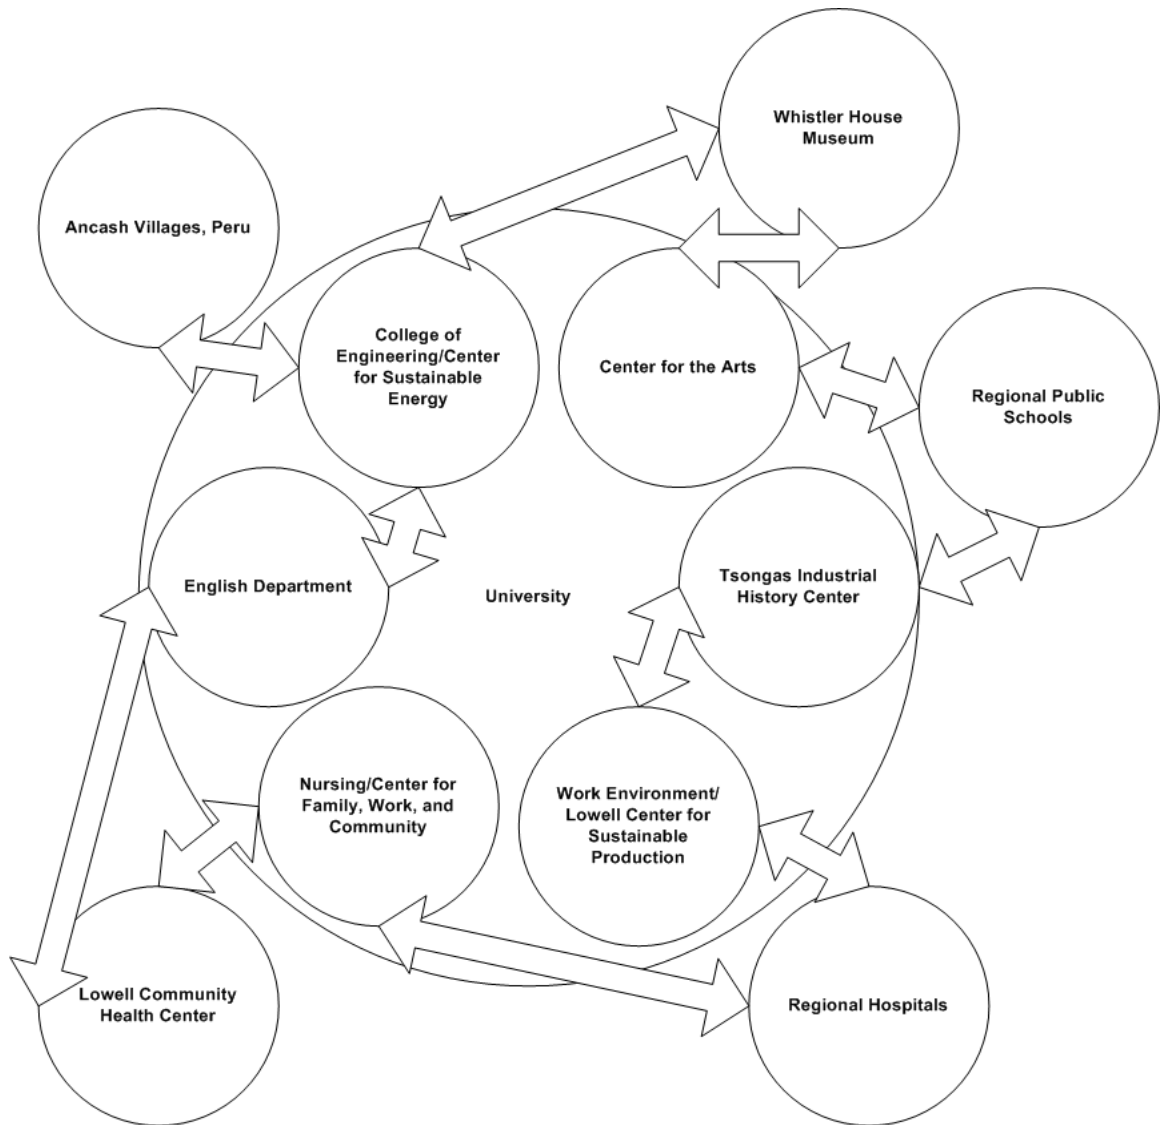 Whistler House
Museum
Ancash Villages, Peru
College of
Engineering/Center
for Sustainable
Energy
Center for the Arts
Regional Public
Schools
English Department
University
Tsongas Industrial
History Center
Nursing/Center for
Family, Work, and
Community
Work Environment/
Lowell Center for
Sustainable
Production
Lowell Community
Health Center
Regional Hospitals